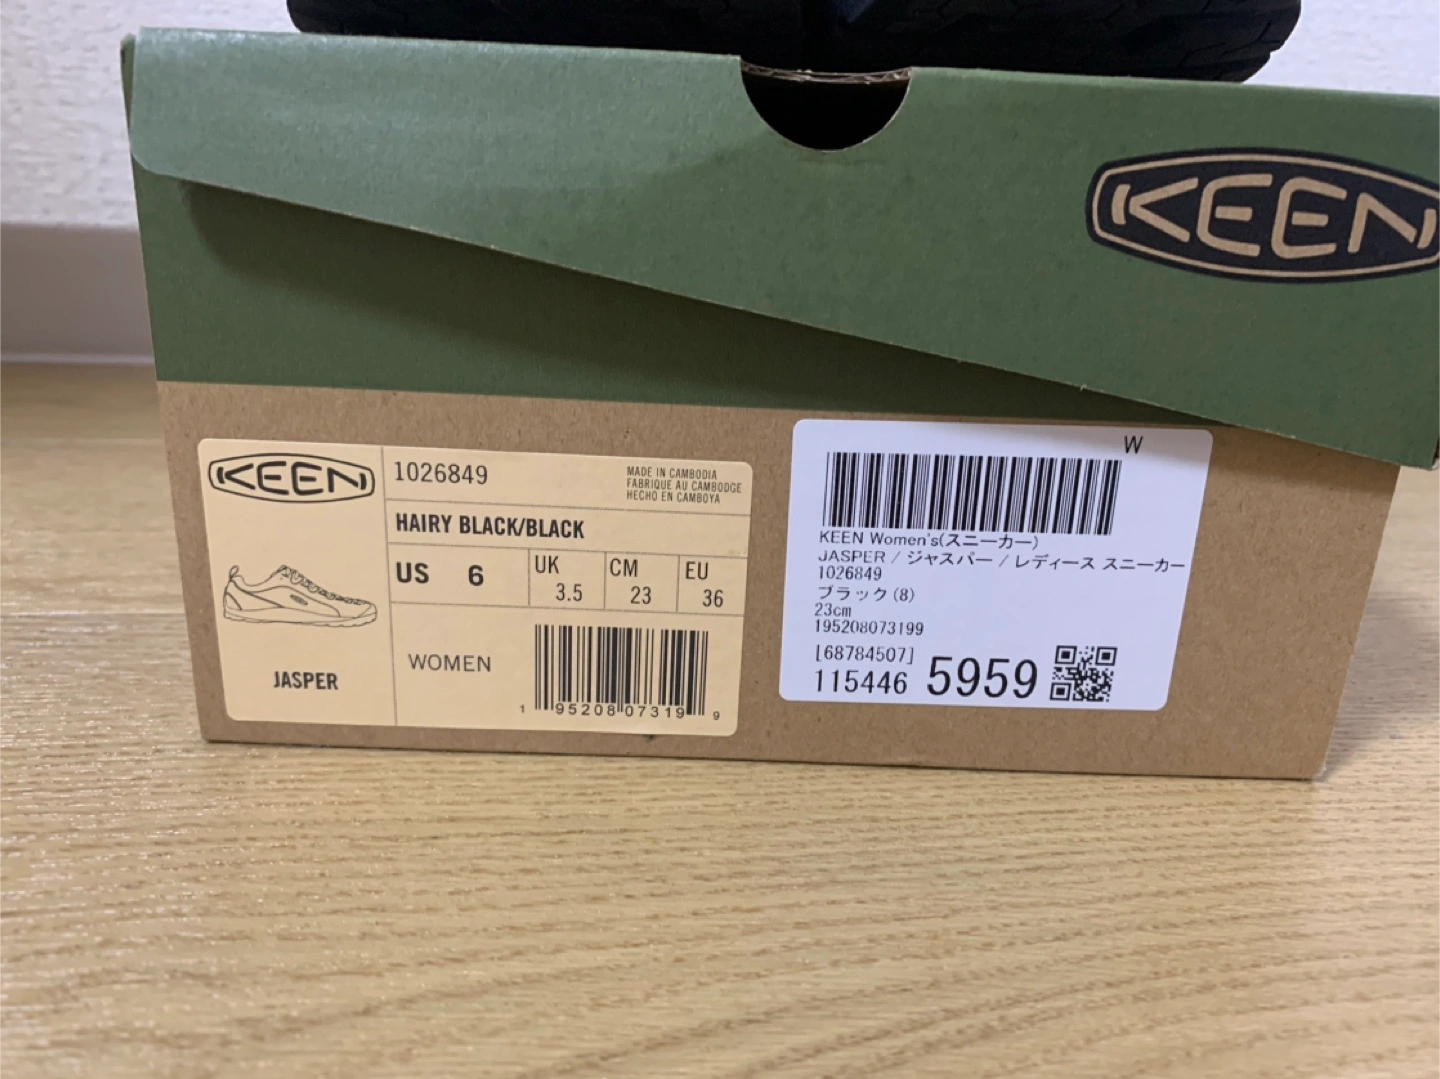 KEEN
KEEN
1026849
MADE IN CAMBODIA
FABRIQUE AU CAMBODGE
HECHO EN CAMBOYA
HAIRY BLACK/BLACK
US 6
UK 3.5
CM 23
EU 36
JASPER
WOMEN
1 95208 07319 9
W
KEEN Women's(スニーカー)
JASPER / ジャスパー / レディース スニーカー
1026849
ブラック(8)
23cm
195208073199
[68784507]
115446 5959